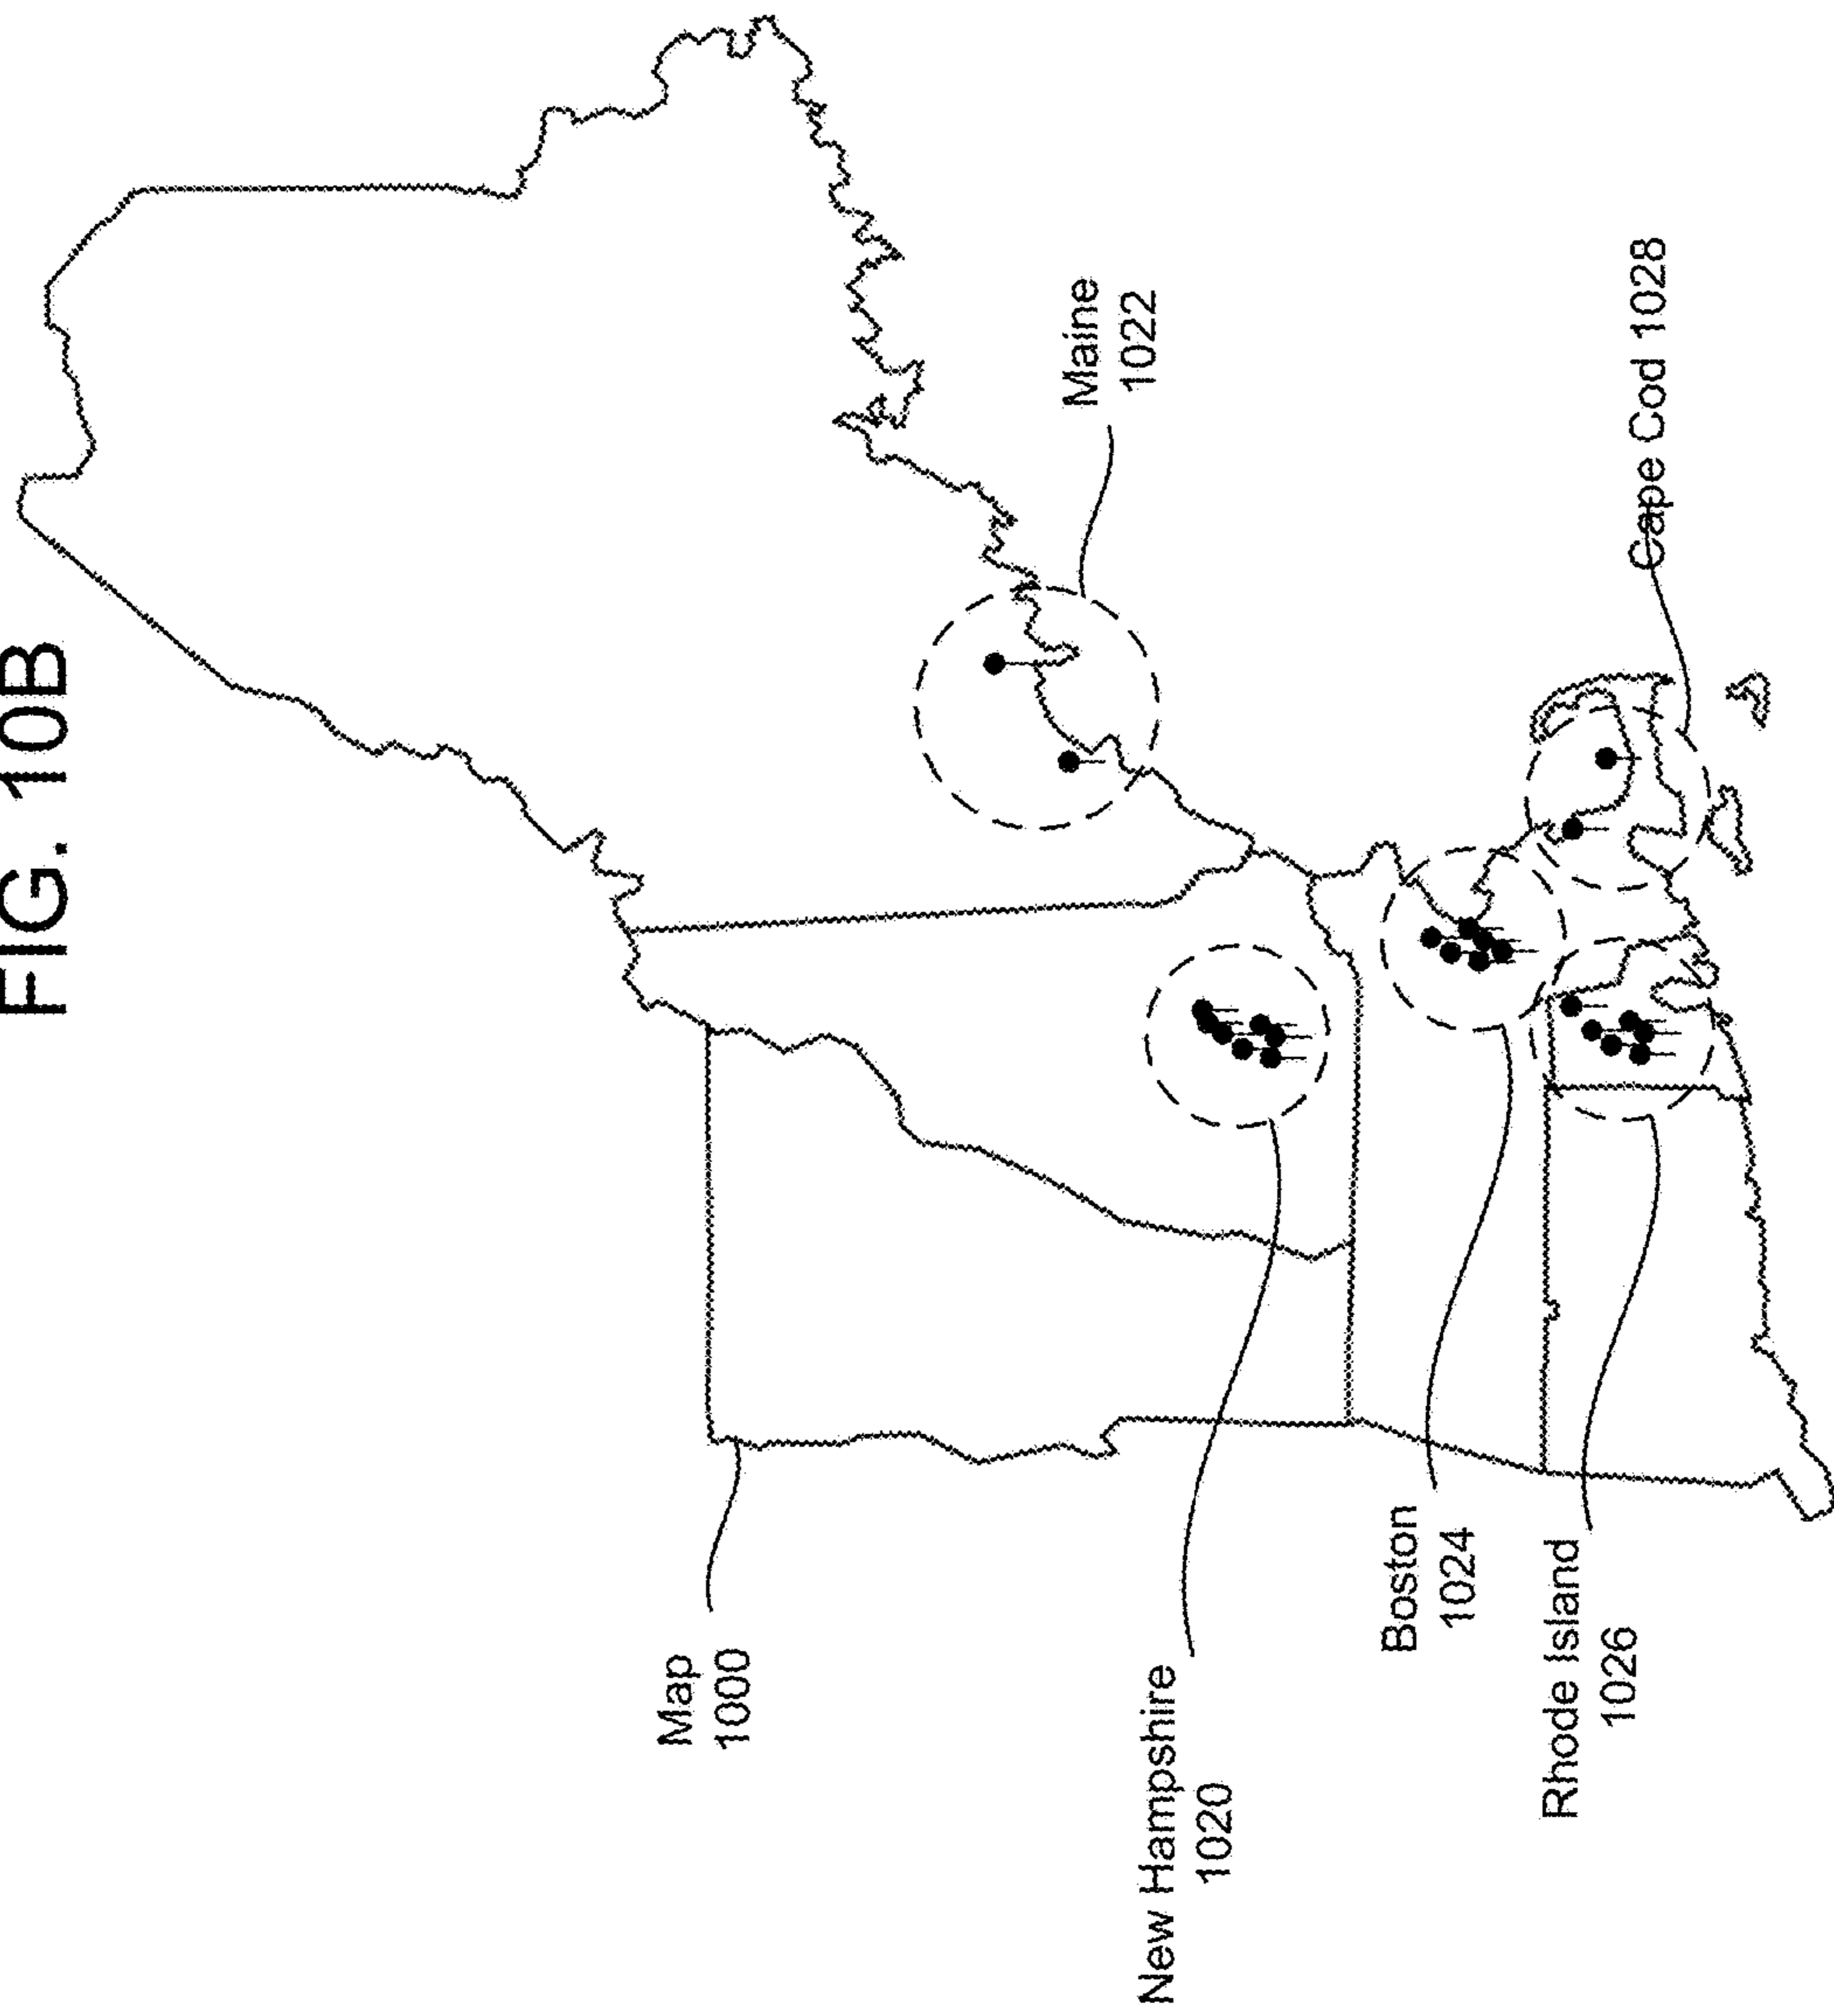 FIG. 10B
Map
1000
New Hampshire
1020
Maine
1022
Boston
1024
Rhode Island
1026
Cape Cod 1028